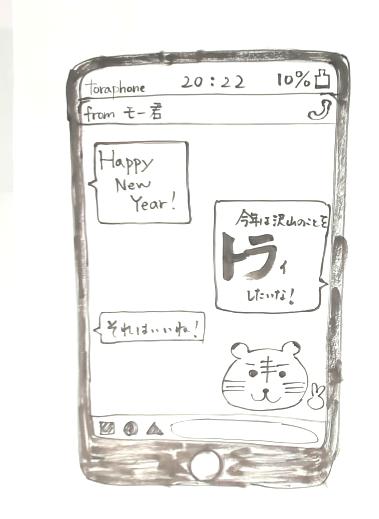 toraphone 20:22 10%
from モー君
Happy
New
Year!
今年は沢山のことを
トライ
したいな!
それはいいね!